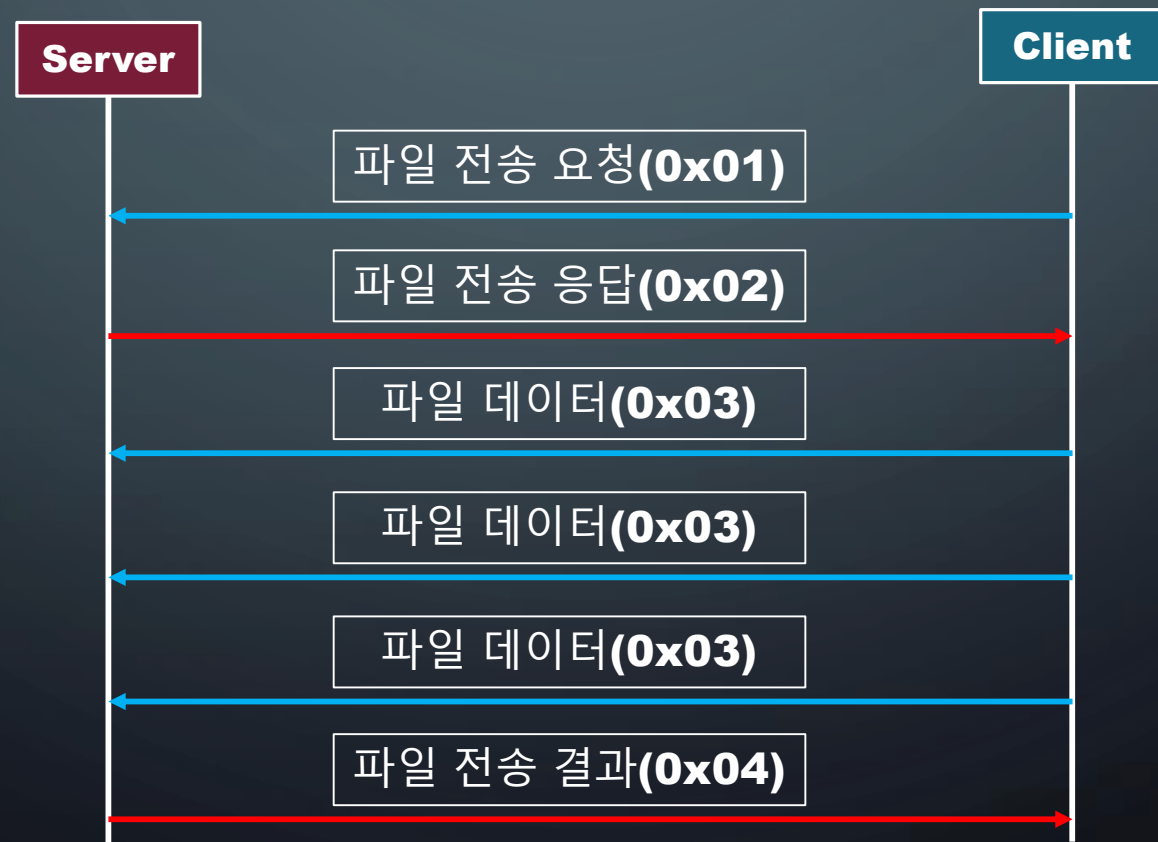 Server
Client
파일 전송 요청(0x01)
파일 전송 응답(0x02)
파일 데이터(0x03)
파일 데이터(0x03)
파일 데이터(0x03)
파일 전송 결과(0x04)